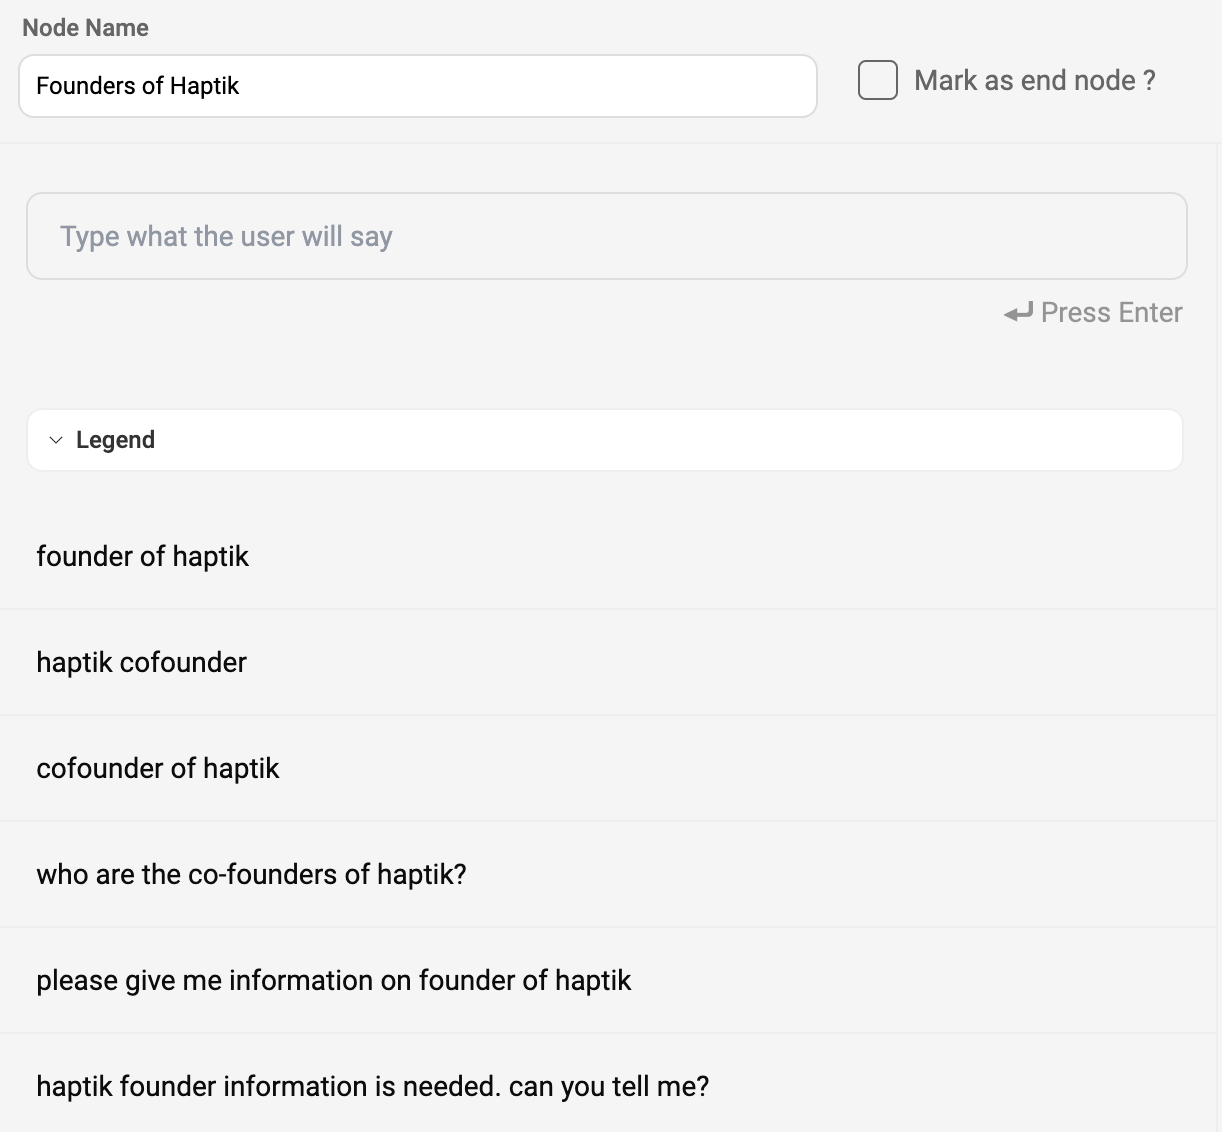 Node Name
Founders of Haptik
Mark as end node ?
Type what the user will say
Press Enter
Legend
founder of haptik
haptik cofounder
cofounder of haptik
who are the co-founders of haptik?
please give me information on founder of haptik
haptik founder information is needed. can you tell me?